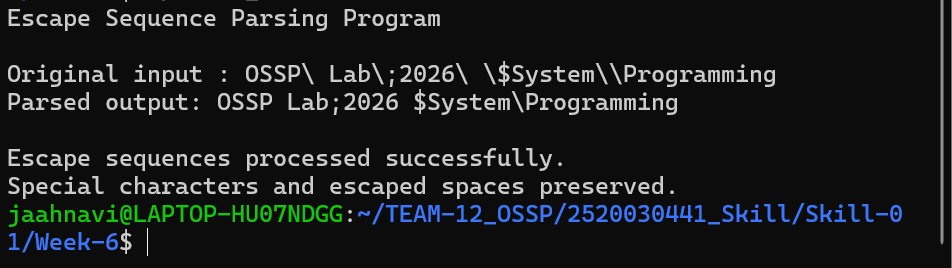 Escape Sequence Parsing Program
Original input : OSSP\ Lab\;2026\ \$System\\Programming
Parsed output: OSSP Lab;2026 $System\Programming
Escape sequences processed successfully.
Special characters and escaped spaces preserved.
jaahnavi@LAPTOP-HU07NDGG:~/TEAM-12_OSSP/2520030441_Skill/Skill-0
1/Week-6$